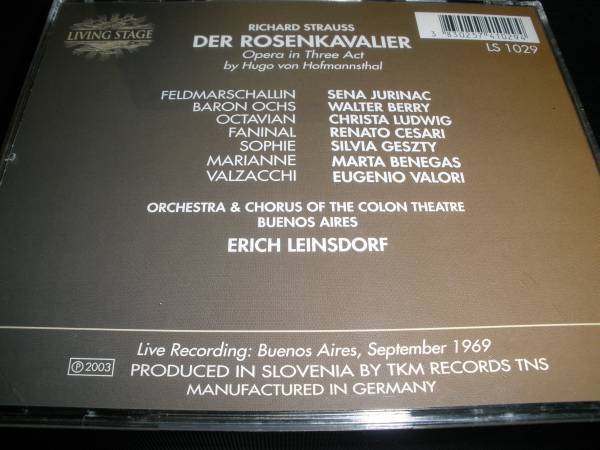 LIVING STAGE
RICHARD STRAUSS
DER ROSENKAVALIER
Opera in Three Act
by Hugo von Hofmannsthal
3 830257 410294
LS 1029
FELDMARSCHALLIN SENA JURINAC
BARON OCHS WALTER BERRY
OCTAVIAN CHRISTA LUDWIG
FANINAL RENATO CESARI
SOPHIE SILVIA GESZTY
MARIANNE MARTA BENEGAS
VALZACCHI EUGENIO VALORI
ORCHESTRA & CHORUS OF THE COLON THEATRE
BUENOS AIRES
ERICH LEINSDORF
Live Recording: Buenos Aires, September 1969
℗ 2003 PRODUCED IN SLOVENIA BY TKM RECORDS TNS
MANUFACTURED IN GERMANY